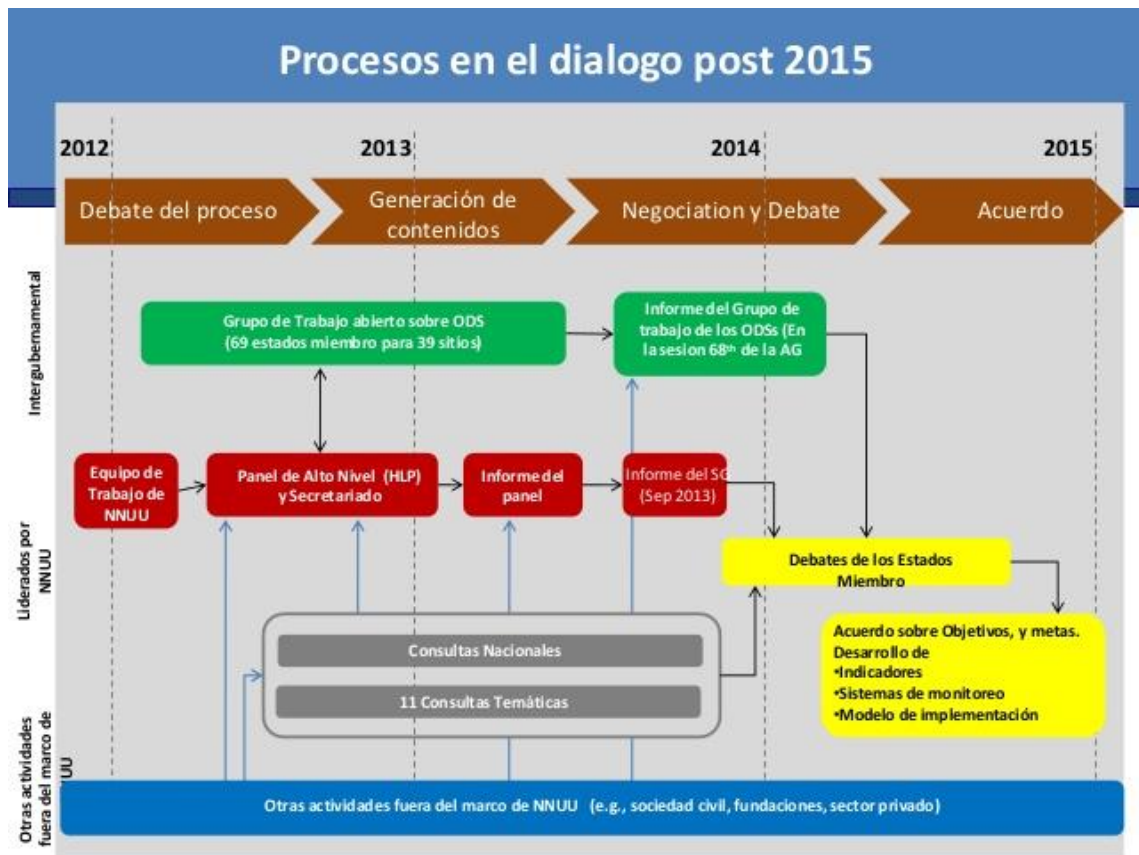 Procesos en el dialogo post 2015
2012
2013
2014
2015
Debate del proceso
Generación de
contenidos
Negociation y Debate
Acuerdo
Intergubernamental
Grupo de Trabajo abierto sobre ODS
(69 estados miembro para 39 sitios)
Informe del Grupo de
trabajo de los ODSs (En
la sesion 68th de la AG
Liderados por
NNUU
Equipo de
Trabajo de
NNUU
Panel de Alto Nivel (HLP)
y Secretariado
Informe del
panel
Informe del SG
(Sep 2013)
Debates de los Estados
Miembro
Consultas Nacionales
11 Consultas Temáticas
Acuerdo sobre Objetivos, y metas.
Desarrollo de
•Indicadores
•Sistemas de monitoreo
•Modelo de implementación
Otras actividades
fuera del marco de
UU
Otras actividades fuera del marco de NNUU (e.g., sociedad civil, fundaciones, sector privado)